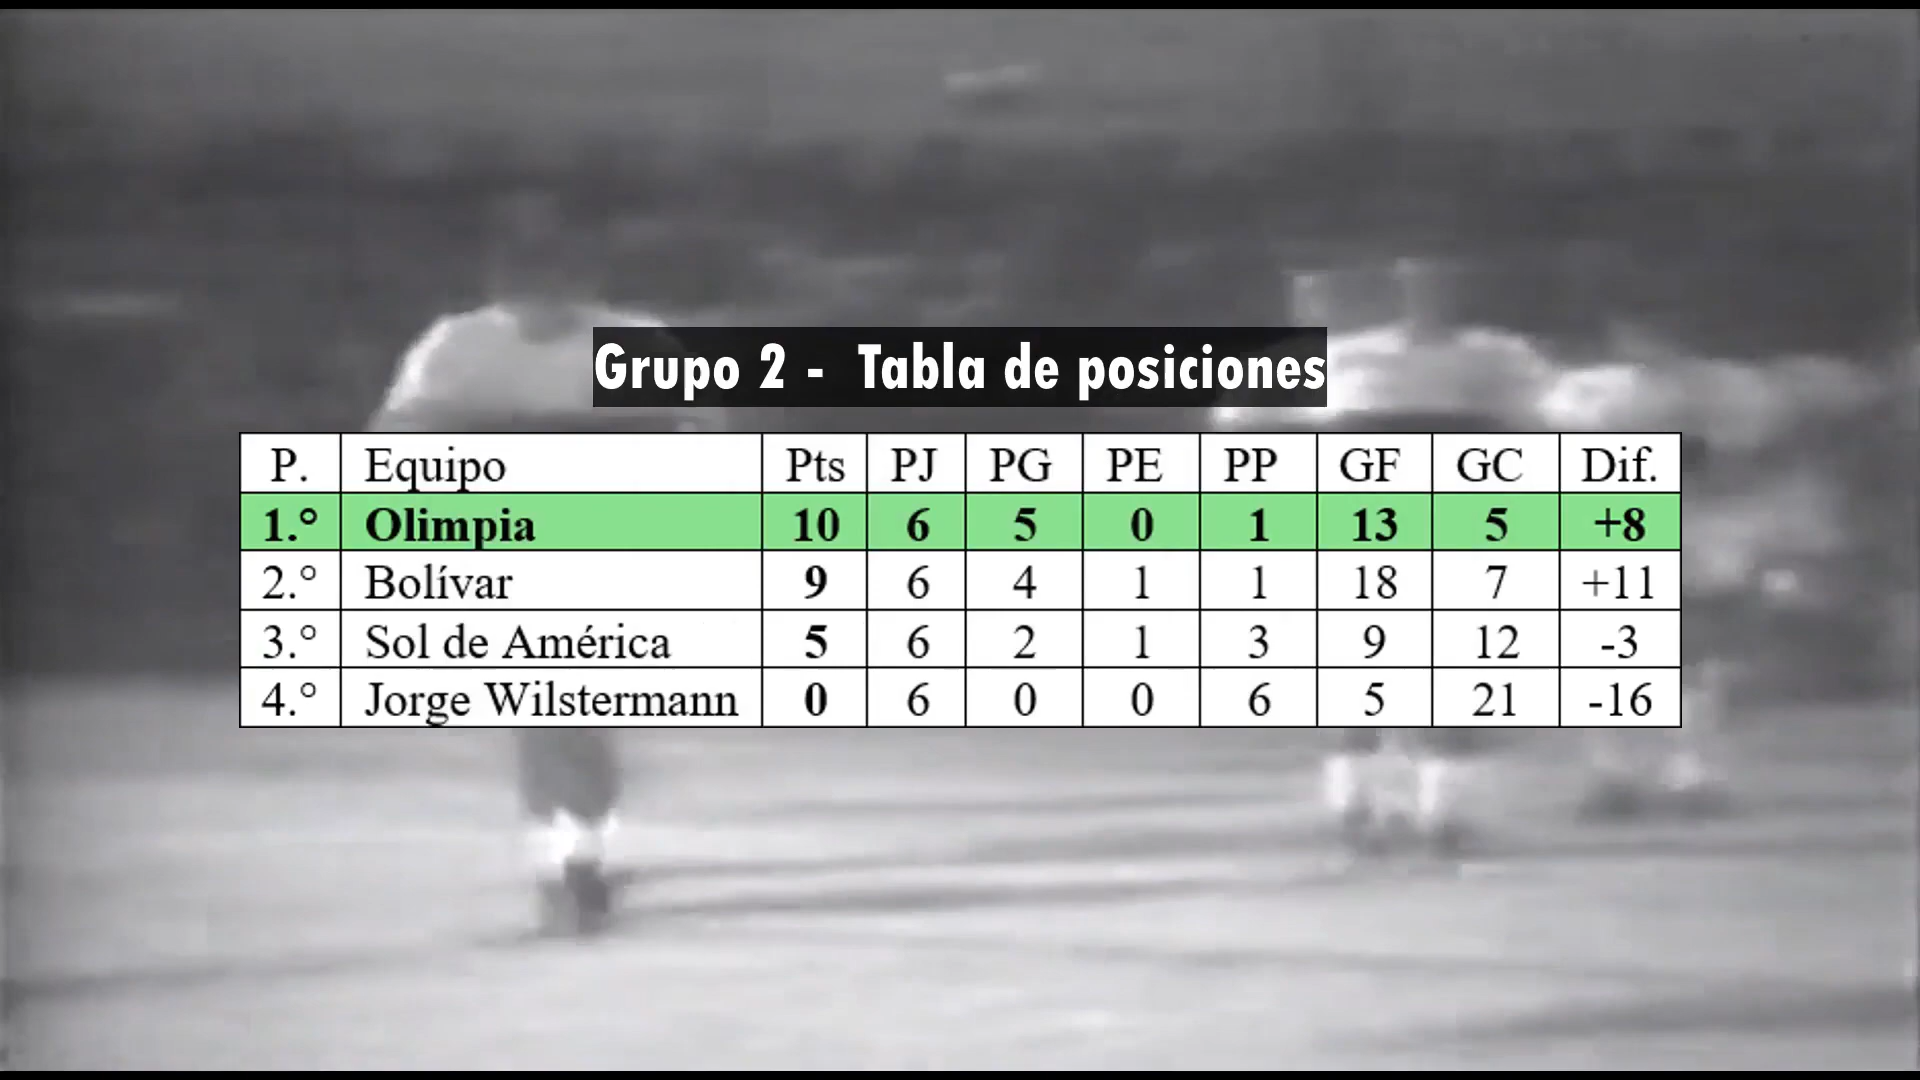 Grupo 2 -  Tabla de posiciones
P. Equipo Pts PJ PG PE PP GF GC Dif.
1.° Olimpia 10 6 5 0 1 13 5 +8
2.° Bolívar 9 6 4 1 1 18 7 +11
3.° Sol de América 5 6 2 1 3 9 12 -3
4.° Jorge Wilstermann 0 6 0 0 6 5 21 -16